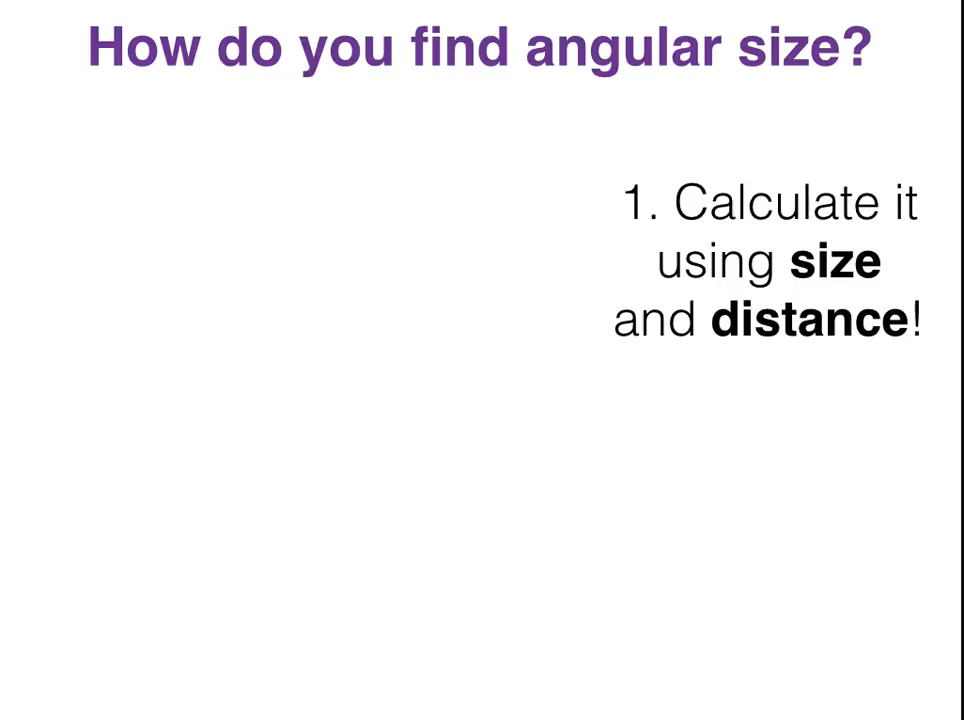 How do you find angular size?
1. Calculate it
using size
and distance!